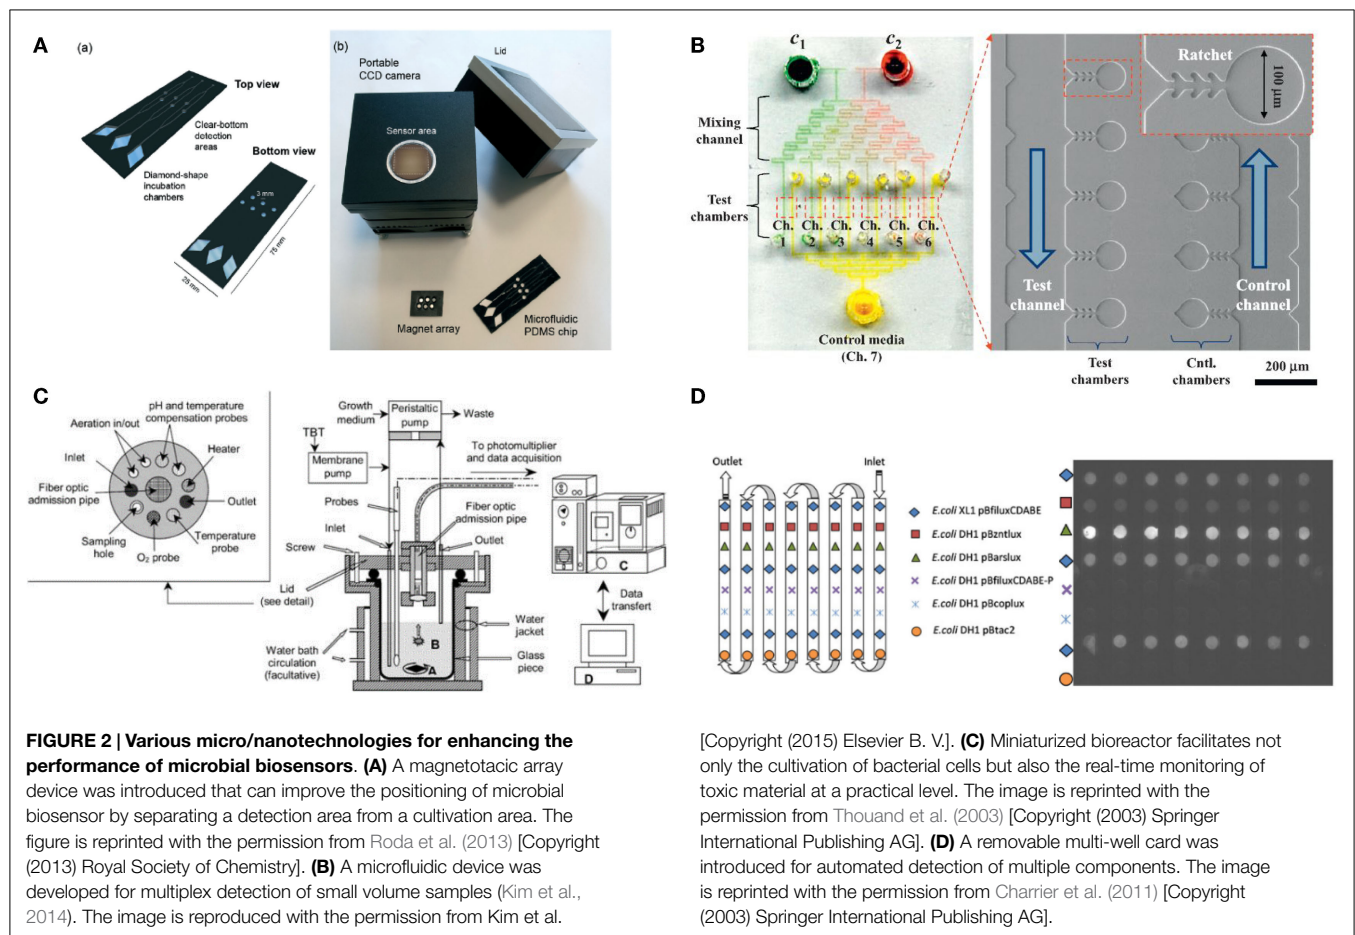 A
(a)
Top view
Clear-bottom
detection
areas
Bottom view
Diamond-shape
incubation
chambers
3 mm
75 mm
25 mm
(b)
Lid
Portable
CCD camera
Sensor area
Magnet array
Microfluidic
PDMS chip
B
c1
c2
Mixing
channel
Test
chambers
Ch. Ch. Ch. Ch. Ch. Ch.
1 2 3 4 5 6
Control media
(Ch. 7)
Ratchet
100 μm
Test
channel
Control
channel
Test
chambers
Cntl.
chambers
200 μm
C
pH and temperature
compensation probes
Aeration in/out
Inlet
Heater
Fiber optic
admission pipe
Outlet
Sampling
hole
O2 probe
Temperature
probe
Growth
medium
Peristaltic
pump
Waste
TBT
Membrane
pump
To photomultiplier
and data acquisition
Probes
Fiber optic
admission pipe
Inlet
Outlet
Screw
Lid
(see detail)
Water
jacket
Water bath
circulation
(facultative)
Glass
piece
B
A
C
Data
transfert
D
D
Outlet
Inlet
E.coli XL1 pBfiluxCDABE
E.coli DH1 pBzntlux
E.coli DH1 pBarslux
E.coli DH1 pBfiluxCDABE-P
E.coli DH1 pBcoplux
E.coli DH1 pBtac2
FIGURE 2 | Various micro/nanotechnologies for enhancing the
performance of microbial biosensors. (A) A magnetotacic array
device was introduced that can improve the positioning of microbial
biosensor by separating a detection area from a cultivation area. The
figure is reprinted with the permission from Roda et al. (2013) [Copyright
(2013) Royal Society of Chemistry]. (B) A microfluidic device was
developed for multiplex detection of small volume samples (Kim et al.,
2014). The image is reproduced with the permission from Kim et al.
[Copyright (2015) Elsevier B. V.]. (C) Miniaturized bioreactor facilitates not
only the cultivation of bacterial cells but also the real-time monitoring of
toxic material at a practical level. The image is reprinted with the
permission from Thouand et al. (2003) [Copyright (2003) Springer
International Publishing AG]. (D) A removable multi-well card was
introduced for automated detection of multiple components. The image
is reprinted with the permission from Charrier et al. (2011) [Copyright
(2003) Springer International Publishing AG].